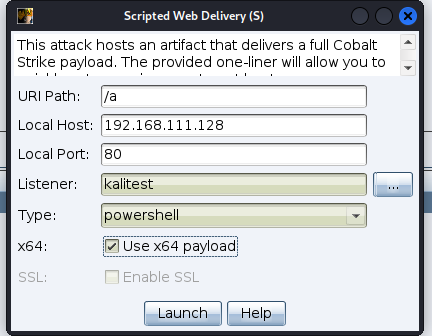 Scripted Web Delivery (S)
This attack hosts an artifact that delivers a full Cobalt
Strike payload. The provided one-liner will allow you to
URI Path: /a
Local Host: 192.168.111.128
Local Port: 80
Listener: kalitest ...
Type: powershell
x64: Use x64 payload
SSL: Enable SSL
Launch Help